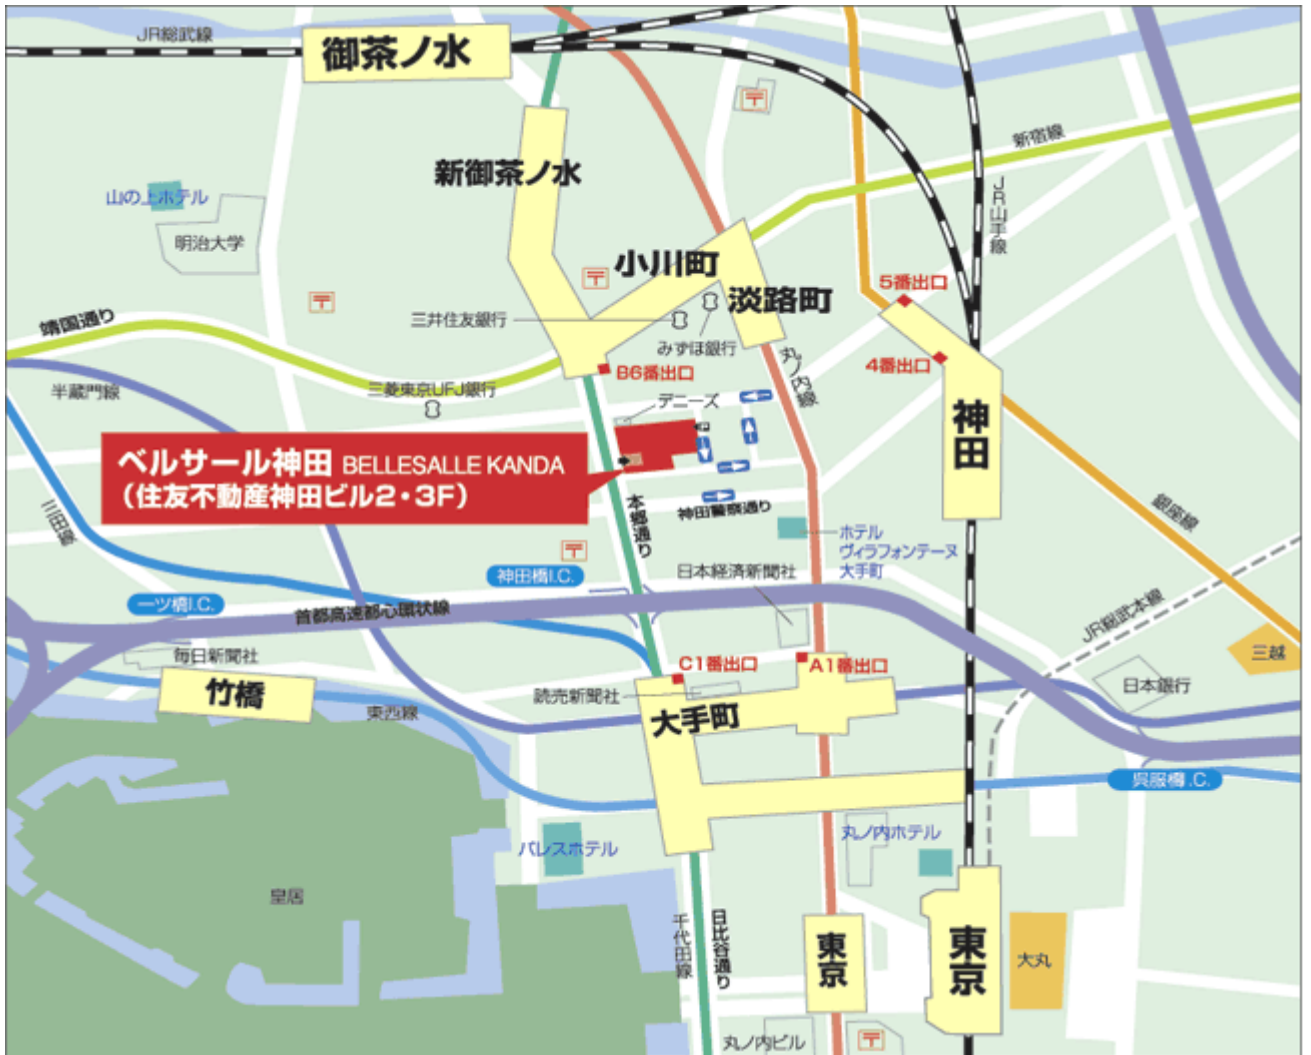 JR総武線
御茶ノ水
新御茶ノ水
新宿線
JR山手線
山の上ホテル
明治大学
小川町
淡路町
5番出口
靖国通り
三井住友銀行
みずほ銀行
丸ノ内線
4番出口
半蔵門線
三菱東京UFJ銀行
B6番出口
デニーズ
神田
ベルサール神田 BELLESALLE KANDA
(住友不動産神田ビル2・3F)
三田線
本郷通り
神田警察通り
銀座線
ホテル
ヴィラフォンテーヌ
大手町
神田橋I.C.
日本経済新聞社
一ツ橋I.C.
首都高速都心環状線
JR総武本線
三越
毎日新聞社
C1番出口
A1番出口
竹橋
読売新聞社
日本銀行
東西線
大手町
呉服橋I.C.
パレスホテル
丸ノ内ホテル
皇居
千代田線
日比谷通り
東京
東京
大丸
丸ノ内ビル